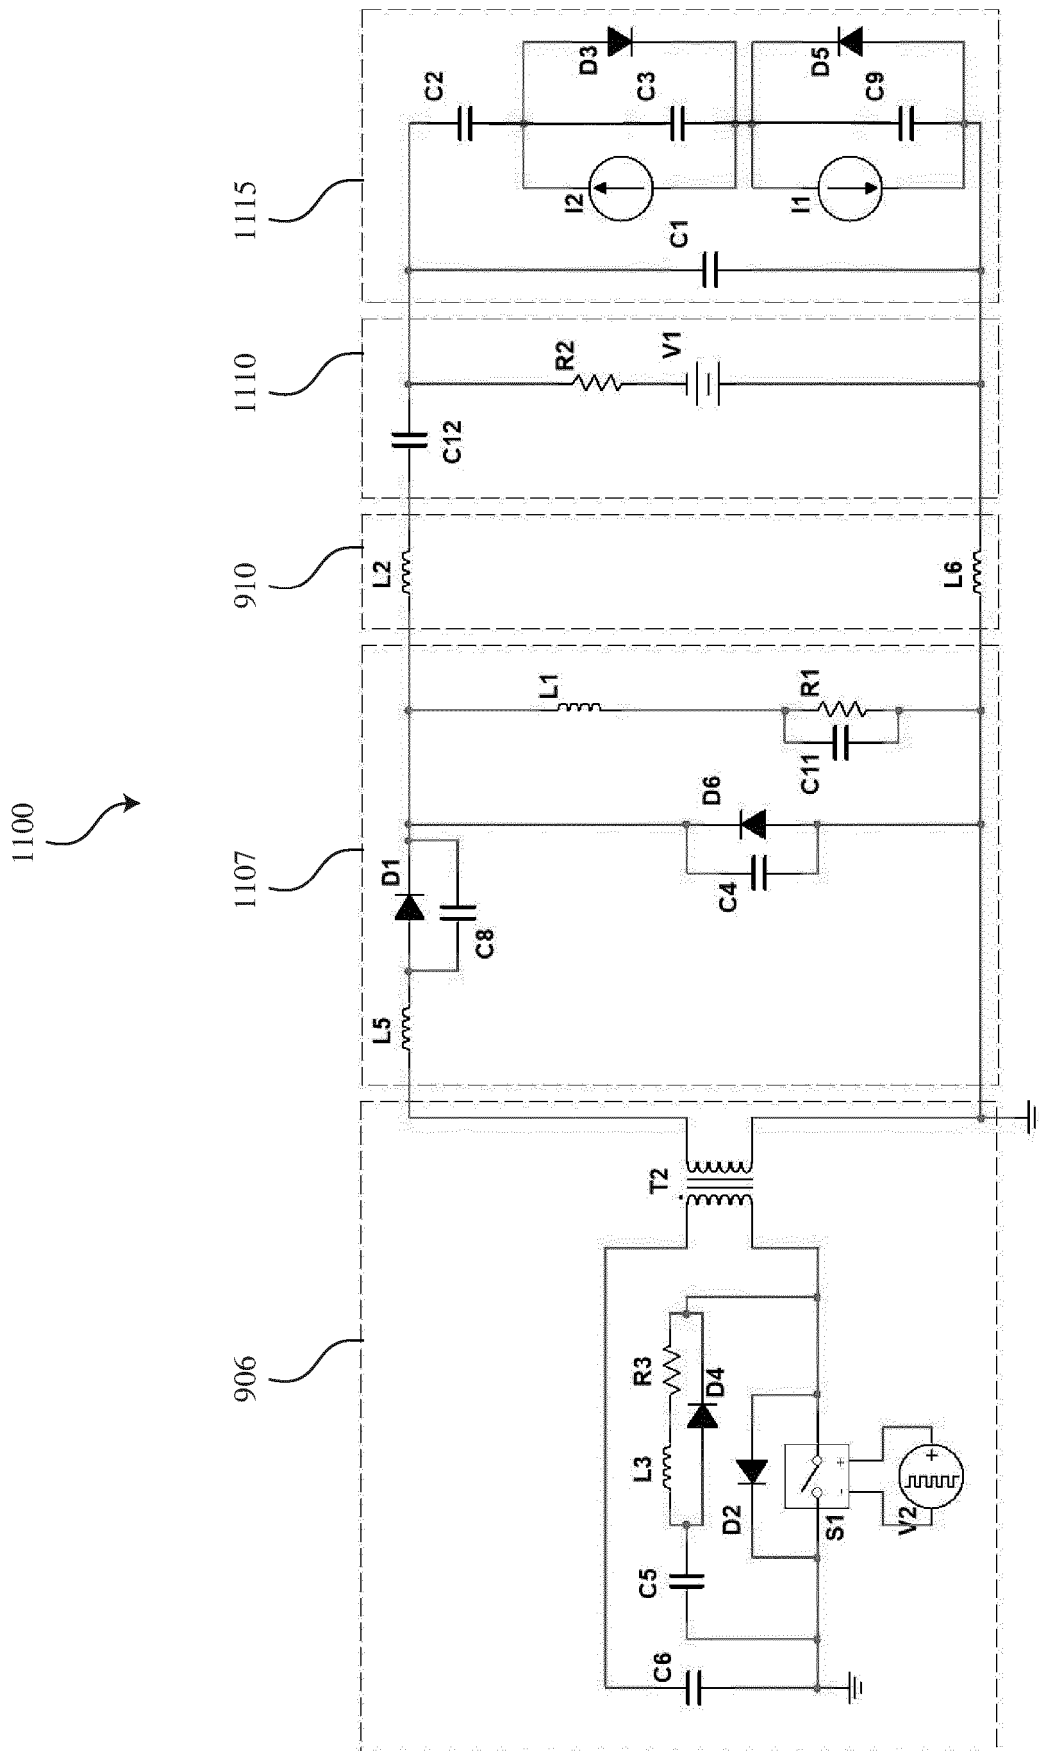 1100
906
1107
910
1110
1115
C6
C5
L3
R3
D4
D2
S1
- +
V2
+
T2
L5
D1
C8
C4
D6
L1
C11
R1
L2
L6
C12
R2
V1
C1
C2
I2
C3
D3
I1
C9
D5